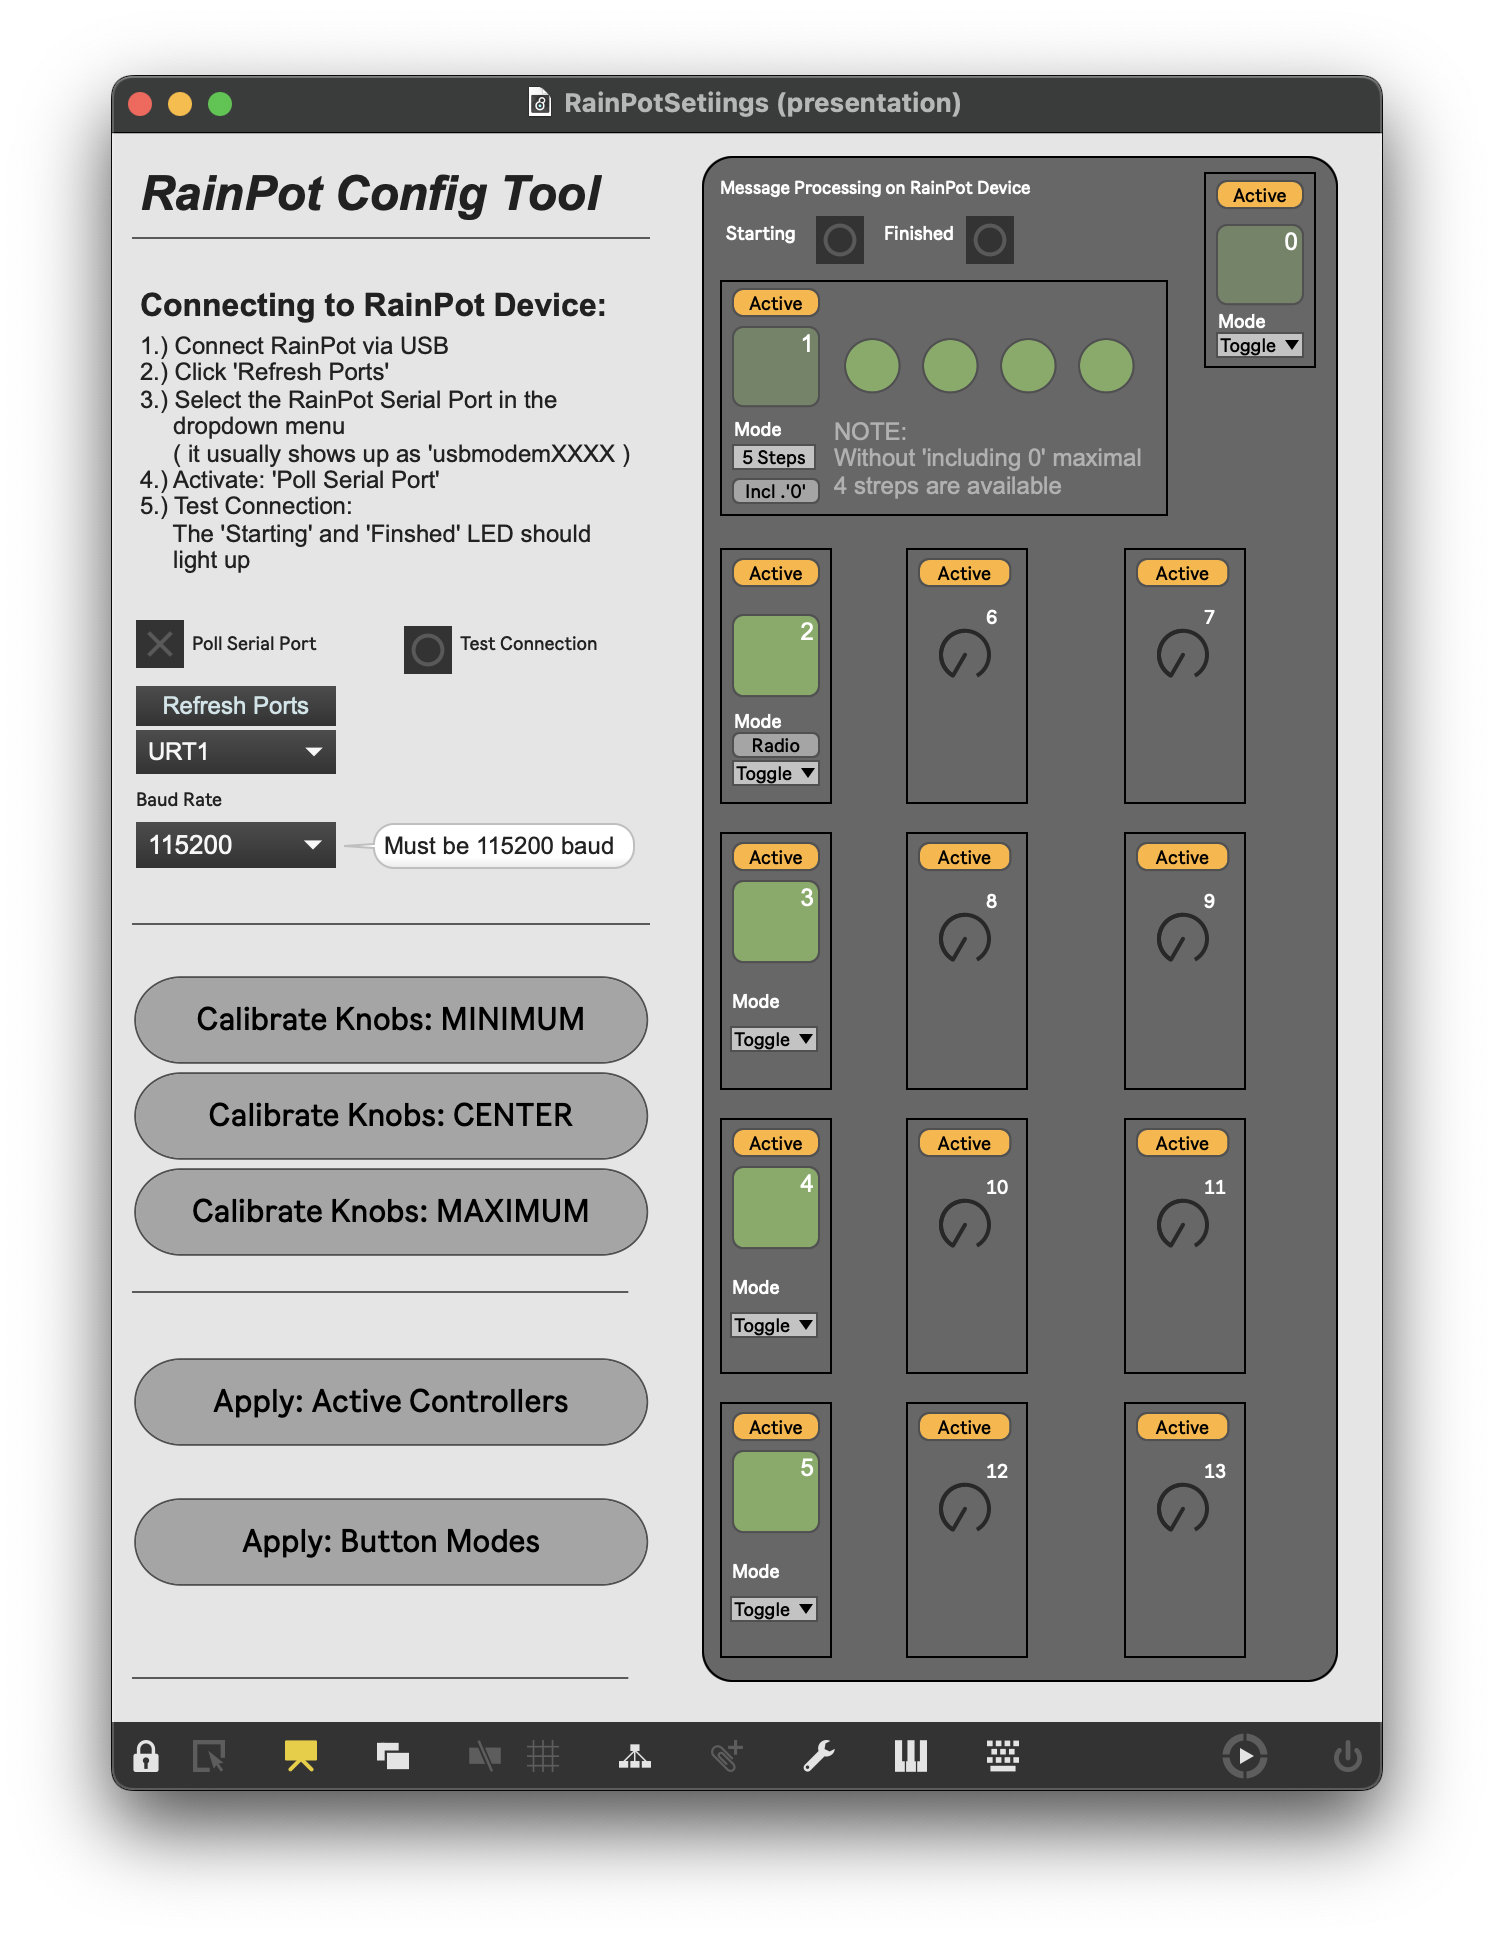 RainPotSetiings (presentation)
RainPot Config Tool
Connecting to RainPot Device:
1.) Connect RainPot via USB
2.) Click 'Refresh Ports'
3.) Select the RainPot Serial Port in the
dropdown menu
( it usually shows up as 'usbmodemXXXX )
4.) Activate: 'Poll Serial Port'
5.) Test Connection:
The 'Starting' and 'Finshed' LED should
light up
Poll Serial Port
Test Connection
Refresh Ports
URT1
Baud Rate
115200
Must be 115200 baud
Calibrate Knobs: MINIMUM
Calibrate Knobs: CENTER
Calibrate Knobs: MAXIMUM
Apply: Active Controllers
Apply: Button Modes
Message Processing on RainPot Device
Starting
Finished
Active
0
Mode
Toggle
Active
1
Mode
5 Steps
Incl .'0'
NOTE:
Without 'including 0' maximal
4 streps are available
Active
2
Mode
Radio
Toggle
Active
6
Active
7
Active
3
Mode
Toggle
Active
8
Active
9
Active
4
Mode
Toggle
Active
10
Active
11
Active
5
Mode
Toggle
Active
12
Active
13